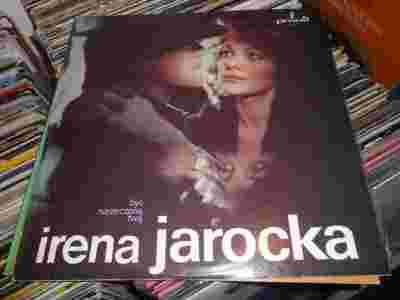 być
narzeczoną
twą
irena jarocka